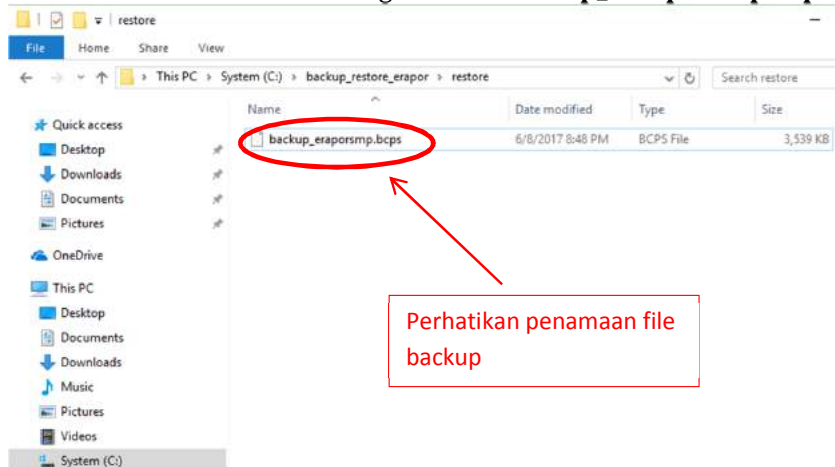 restore
File Home Share View
This PC > System (C:) > backup_restore_erapor > restore
Search restore
Name Date modified Type Size
backup_eraporsmp.bcps 6/8/2017 8:48 PM BCPS File 3,539 KB
Quick access
Desktop
Downloads
Documents
Pictures
OneDrive
This PC
Desktop
Documents
Downloads
Music
Pictures
Videos
System (C:)
Perhatikan penamaan file
backup